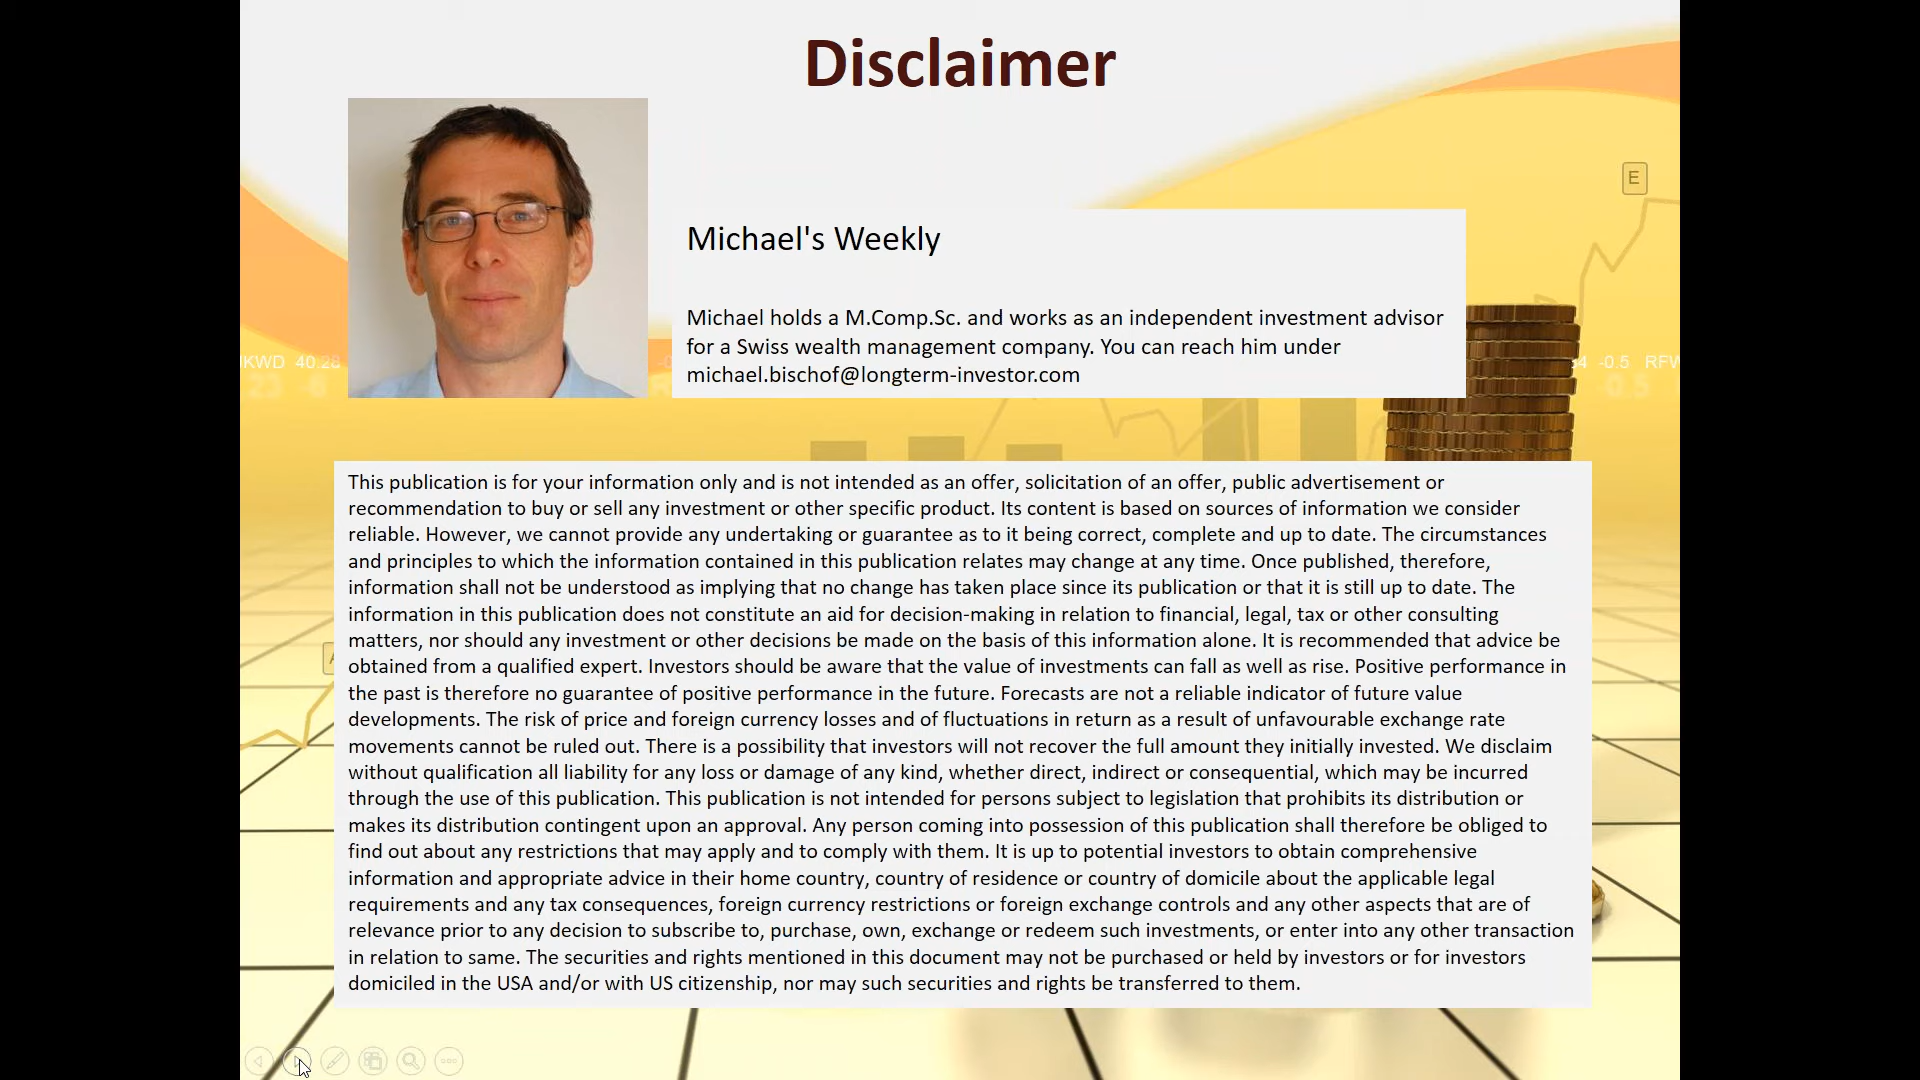 Disclaimer
E
Michael's Weekly
Michael holds a M.Comp.Sc. and works as an independent investment advisor
for a Swiss wealth management company. You can reach him under
michael.bischof@longterm-investor.com
KWD 40.28
-0.5 RFW
23 -6
-0.5
This publication is for your information only and is not intended as an offer, solicitation of an offer, public advertisement or
recommendation to buy or sell any investment or other specific product. Its content is based on sources of information we consider
reliable. However, we cannot provide any undertaking or guarantee as to it being correct, complete and up to date. The circumstances
and principles to which the information contained in this publication relates may change at any time. Once published, therefore,
information shall not be understood as implying that no change has taken place since its publication or that it is still up to date. The
information in this publication does not constitute an aid for decision-making in relation to financial, legal, tax or other consulting
matters, nor should any investment or other decisions be made on the basis of this information alone. It is recommended that advice be
obtained from a qualified expert. Investors should be aware that the value of investments can fall as well as rise. Positive performance in
the past is therefore no guarantee of positive performance in the future. Forecasts are not a reliable indicator of future value
developments. The risk of price and foreign currency losses and of fluctuations in return as a result of unfavourable exchange rate
movements cannot be ruled out. There is a possibility that investors will not recover the full amount they initially invested. We disclaim
without qualification all liability for any loss or damage of any kind, whether direct, indirect or consequential, which may be incurred
through the use of this publication. This publication is not intended for persons subject to legislation that prohibits its distribution or
makes its distribution contingent upon an approval. Any person coming into possession of this publication shall therefore be obliged to
find out about any restrictions that may apply and to comply with them. It is up to potential investors to obtain comprehensive
information and appropriate advice in their home country, country of residence or country of domicile about the applicable legal
requirements and any tax consequences, foreign currency restrictions or foreign exchange controls and any other aspects that are of
relevance prior to any decision to subscribe to, purchase, own, exchange or redeem such investments, or enter into any other transaction
in relation to same. The securities and rights mentioned in this document may not be purchased or held by investors or for investors
domiciled in the USA and/or with US citizenship, nor may such securities and rights be transferred to them.